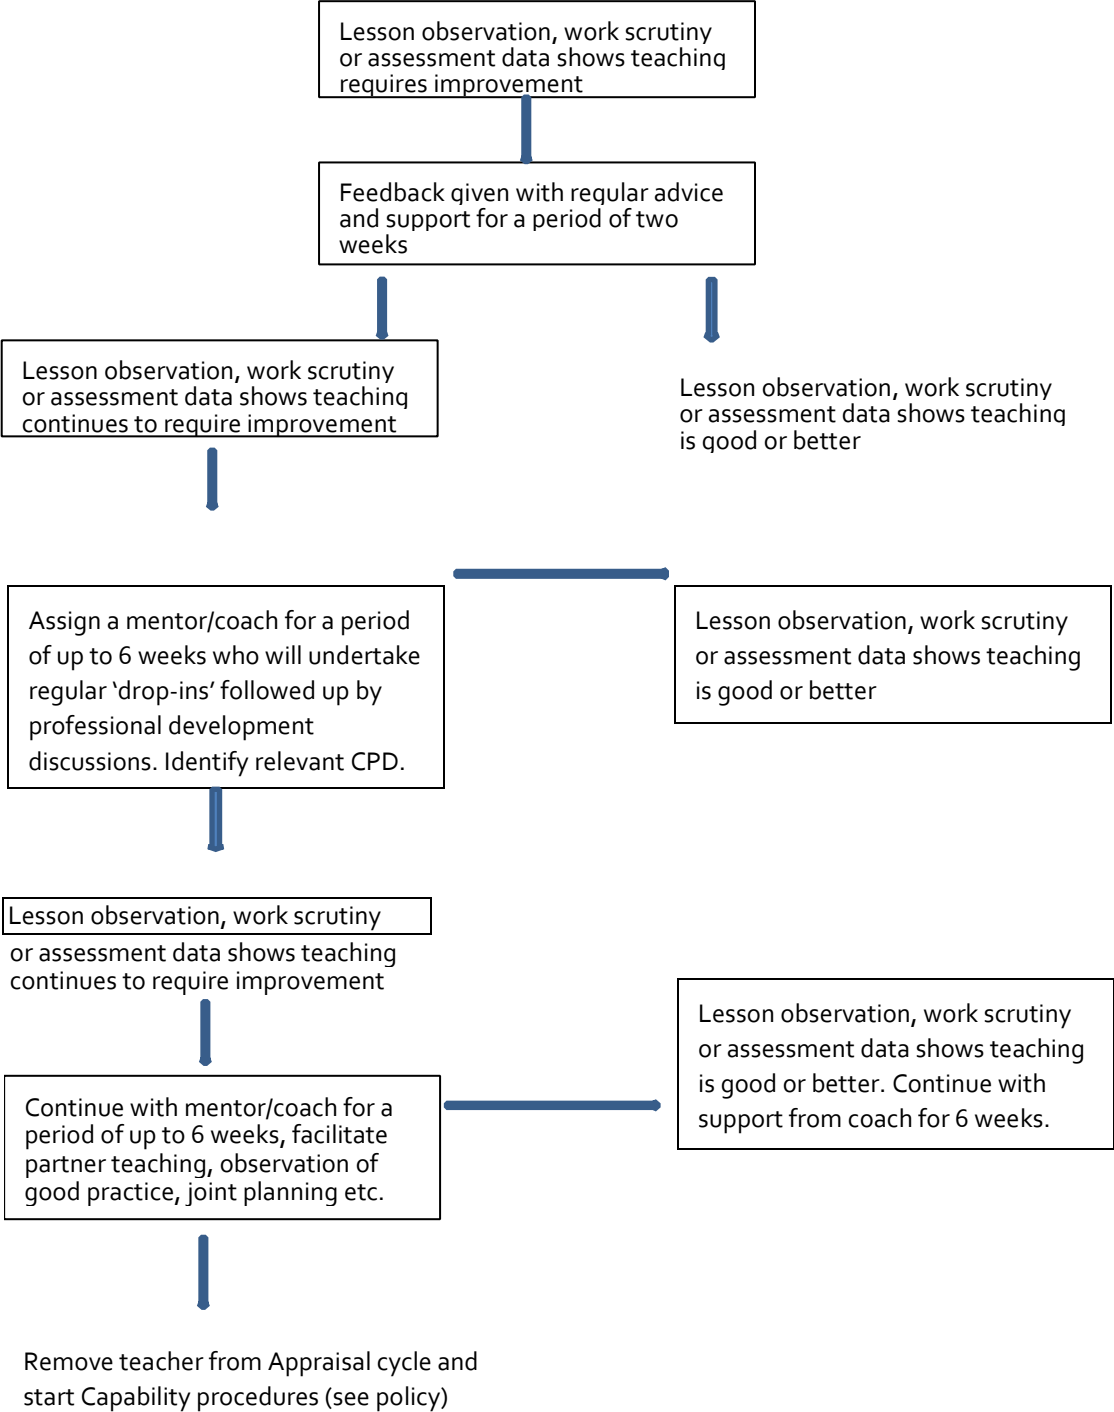 Lesson observation, work scrutiny
or assessment data shows teaching
requires improvement
Feedback given with regular advice
and support for a period of two
weeks
Lesson observation, work scrutiny
or assessment data shows teaching
continues to require improvement
Lesson observation, work scrutiny
or assessment data shows teaching
is good or better
Assign a mentor/coach for a period
of up to 6 weeks who will undertake
regular ‘drop-ins’ followed up by
professional development
discussions. Identify relevant CPD.
Lesson observation, work scrutiny
or assessment data shows teaching
is good or better
Lesson observation, work scrutiny
or assessment data shows teaching
continues to require improvement
Lesson observation, work scrutiny
or assessment data shows teaching
is good or better. Continue with
support from coach for 6 weeks.
Continue with mentor/coach for a
period of up to 6 weeks, facilitate
partner teaching, observation of
good practice, joint planning etc.
Remove teacher from Appraisal cycle and
start Capability procedures (see policy)